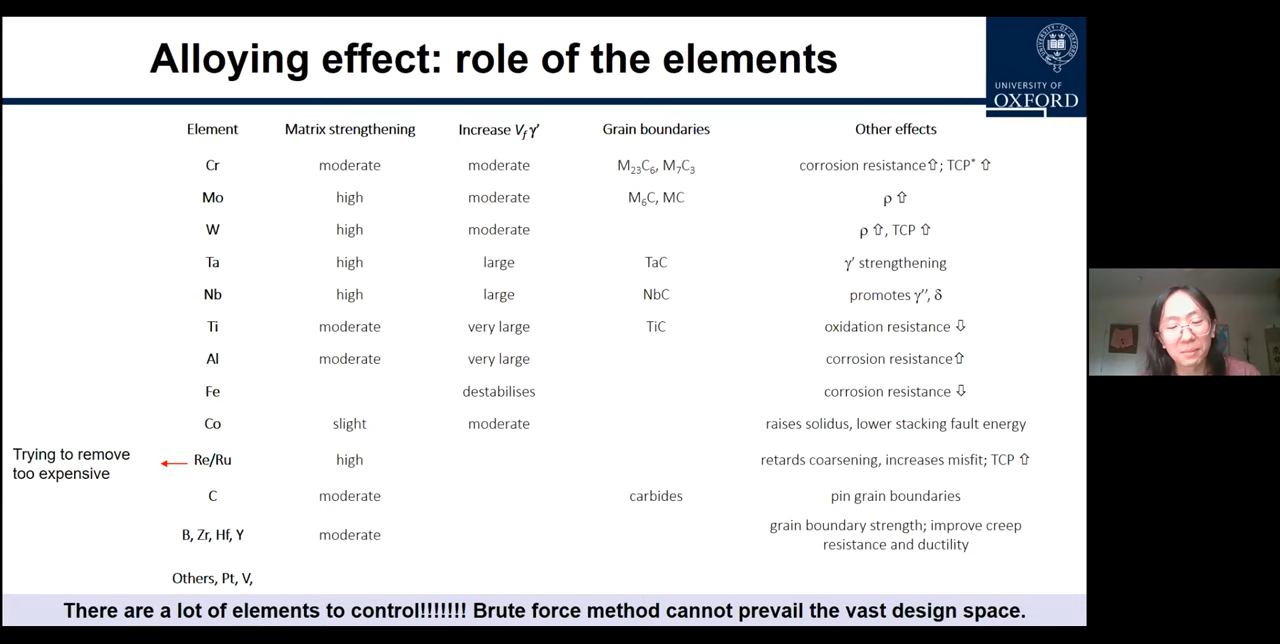 Alloying effect: role of the elements
UNIVERSITY OF
OXFORD
Element Matrix strengthening Increase V_f γ′ Grain boundaries Other effects
Cr moderate moderate M₂₃C₆, M₇C₃ corrosion resistance⇧; TCP* ⇧
Mo high moderate M₆C, MC ρ ⇧
W high moderate ρ ⇧, TCP ⇧
Ta high large TaC γ′ strengthening
Nb high large NbC promotes γ′′, δ
Ti moderate very large TiC oxidation resistance ⇩
Al moderate very large corrosion resistance⇧
Fe destabilises corrosion resistance ⇩
Co slight moderate raises solidus, lower stacking fault energy
Trying to remove
too expensive
Re/Ru high retards coarsening, increases misfit; TCP ⇧
C moderate carbides pin grain boundaries
B, Zr, Hf, Y moderate grain boundary strength; improve creep
resistance and ductility
Others, Pt, V,
There are a lot of elements to control!!!!!!! Brute force method cannot prevail the vast design space.